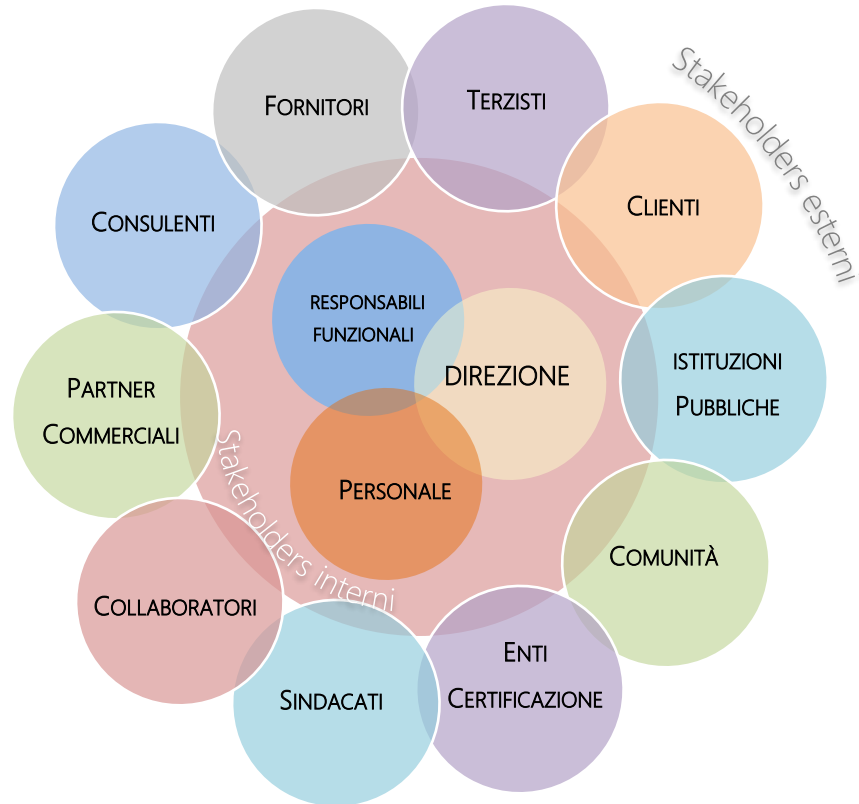 Stakeholders esterni
FORNITORI
TERZISTI
CLIENTI
CONSULENTI
RESPONSABILI
FUNZIONALI
DIREZIONE
ISTITUZIONI
PUBBLICHE
PARTNER
COMMERCIALI
Stakeholders interni
PERSONALE
COMUNITÀ
COLLABORATORI
ENTI
CERTIFICAZIONE
SINDACATI